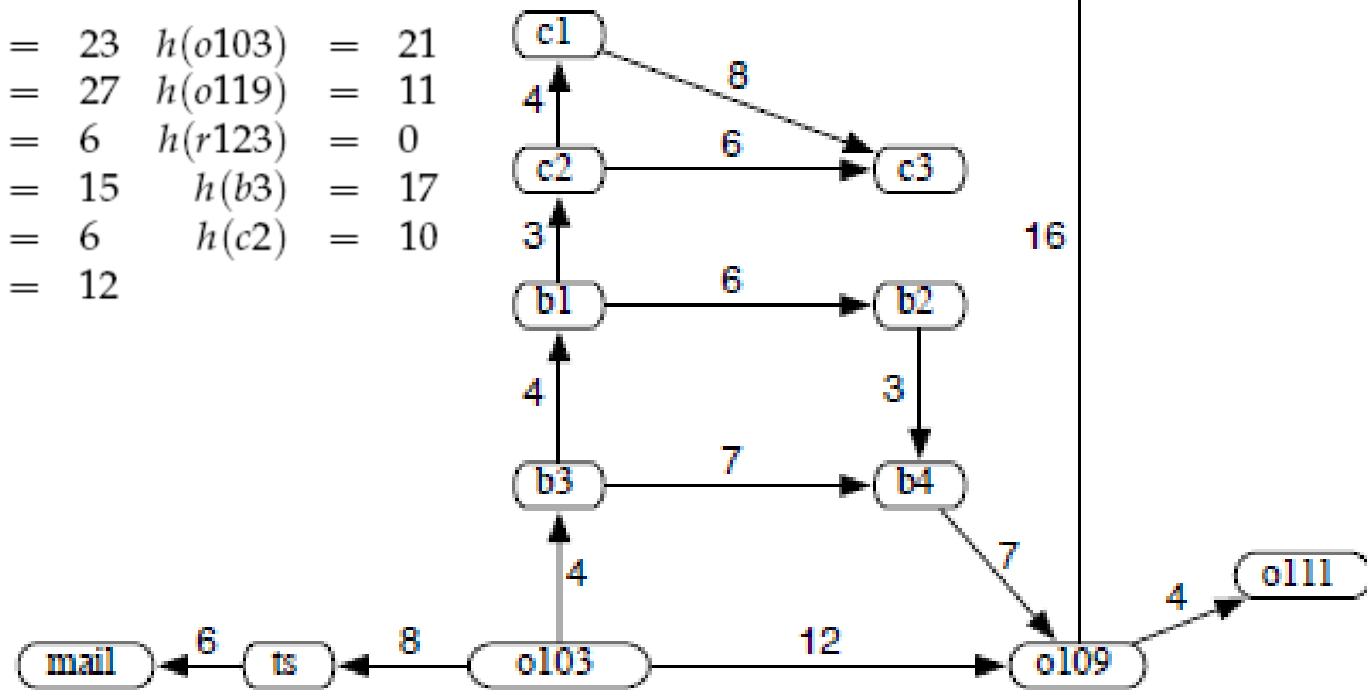 = 23 h(o103) = 21
= 27 h(o119) = 11
= 6 h(r123) = 0
= 15 h(b3) = 17
= 6 h(c2) = 10
= 12
c1
8
4
c2
6
c3
3
16
b1
6
b2
4
3
b3
7
b4
4
7
o111
4
mail
6
ts
8
o103
12
o109